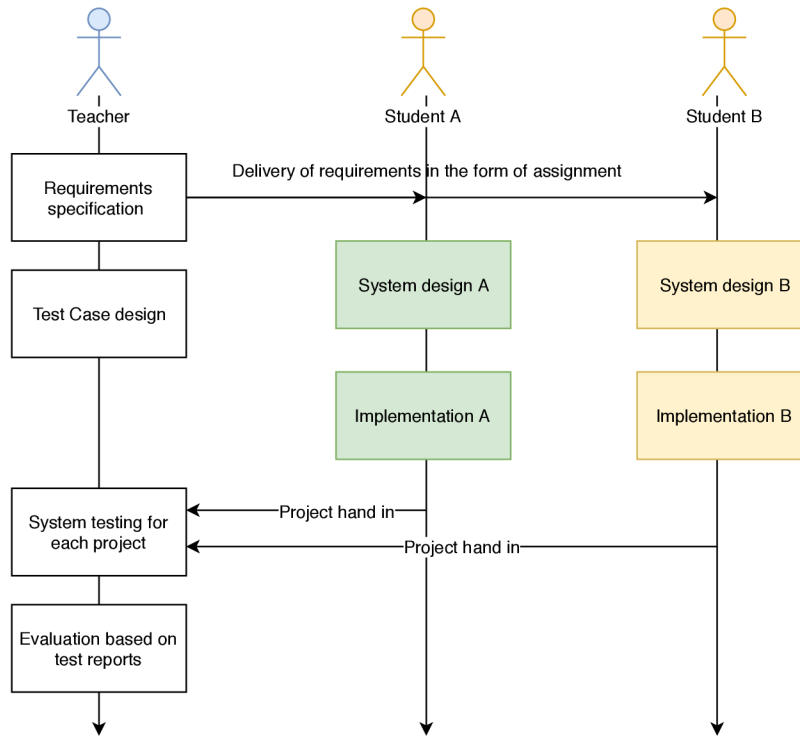 Teacher
Student A
Student B
Delivery of requirements in the form of assignment
Requirements
specification
System design A
System design B
Test Case design
Implementation A
Implementation B
Project hand in
System testing for
each project
Project hand in
Evaluation based on
test reports